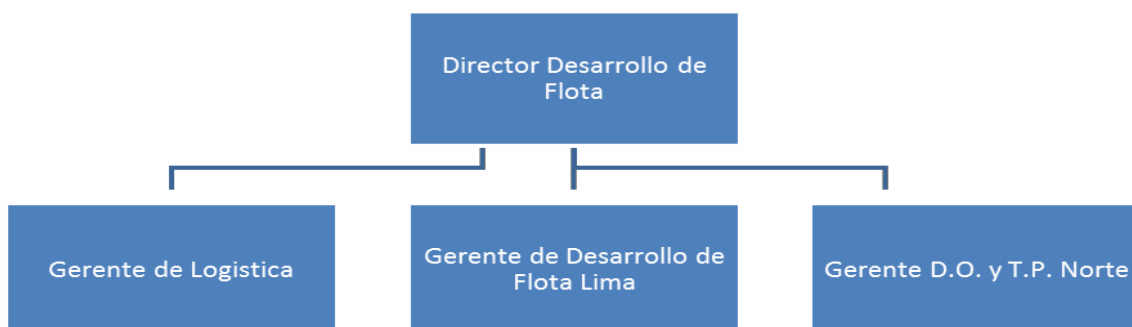 Director Desarrollo de
Flota
Gerente de Logistica
Gerente de Desarrollo de
Flota Lima
Gerente D.O. y T.P. Norte